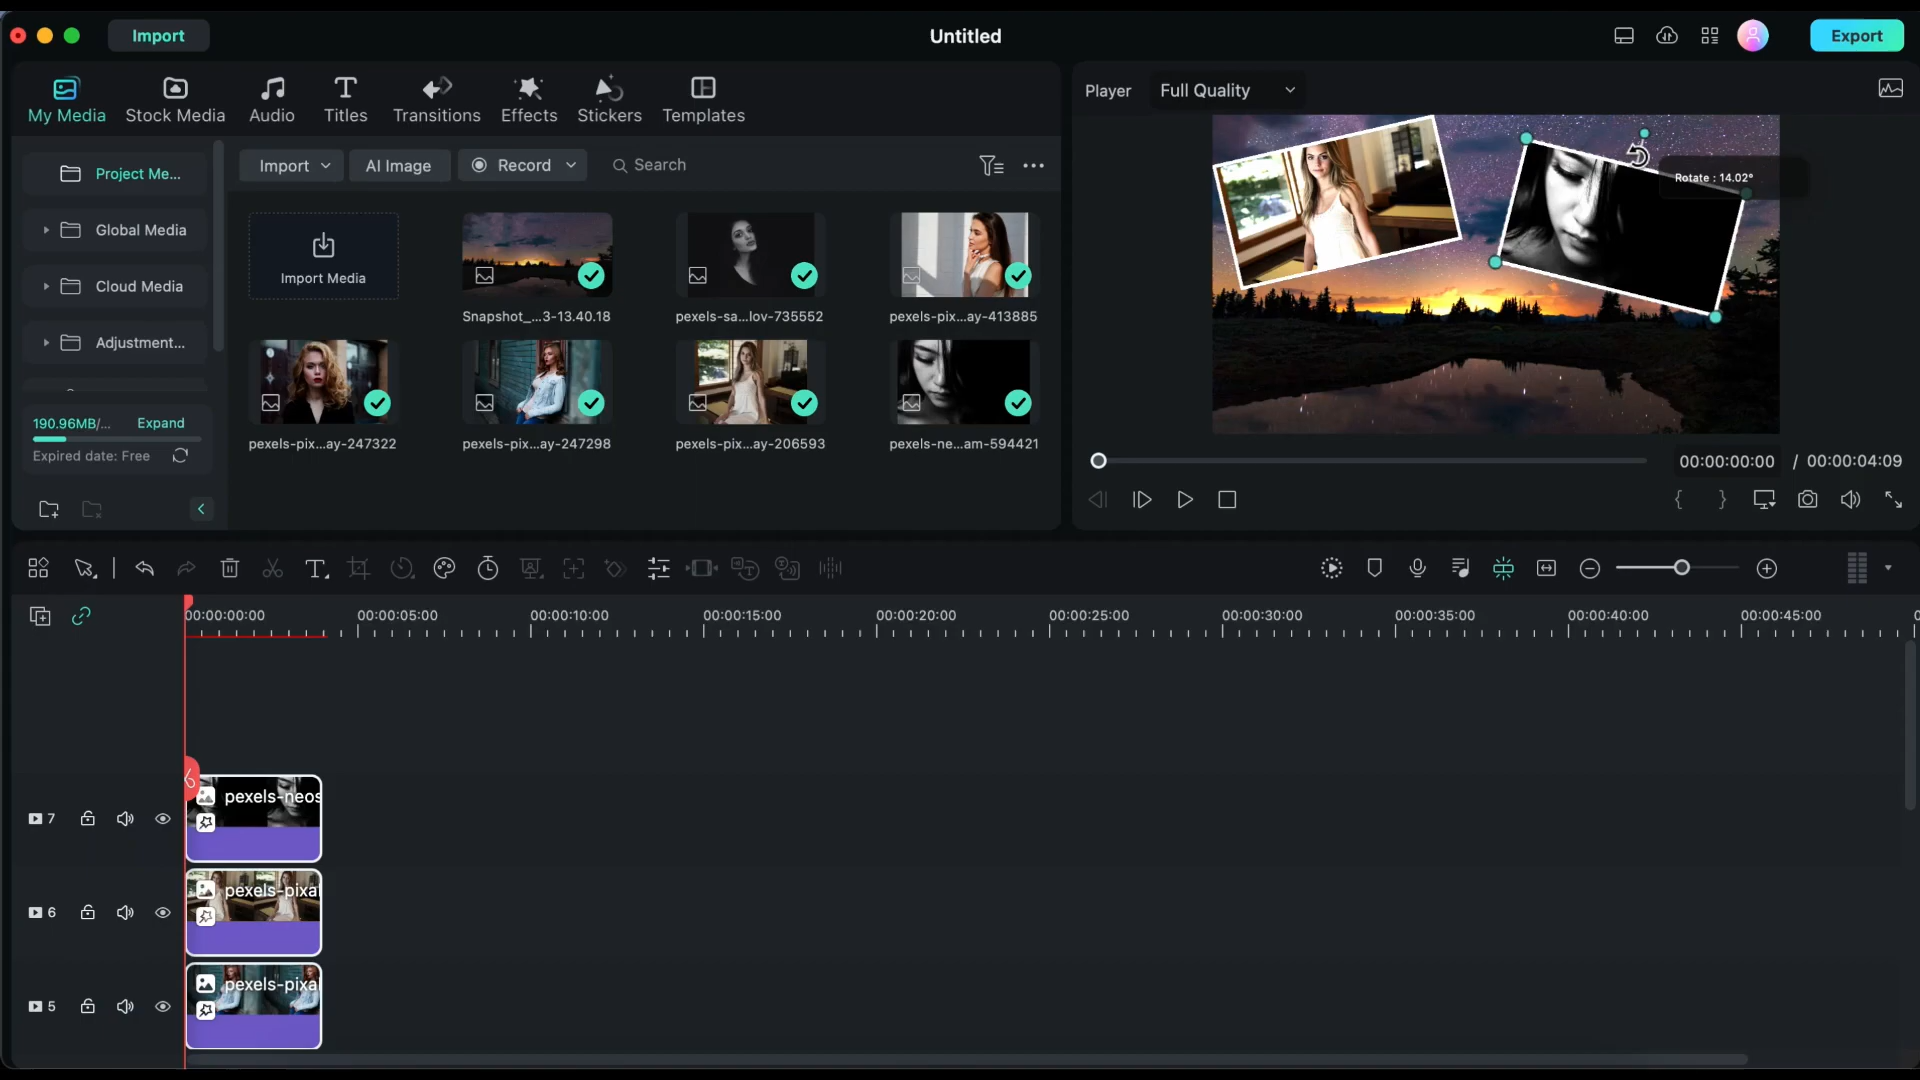 Import
Untitled
Export
My Media
Stock Media
Audio
Titles
Transitions
Effects
Stickers
Templates
Player
Full Quality
Project Me...
Global Media
Cloud Media
Adjustment...
190.96MB/...
Expand
Expired date: Free
Import
AI Image
Record
Search
Import Media
Snapshot_...3-13.40.18
pexels-sa...lov-735552
pexels-pix...ay-413885
pexels-pix...ay-247322
pexels-pix...ay-247298
pexels-pix...ay-206593
pexels-ne...am-594421
Rotate : 14.02°
00:00:00:00 / 00:00:04:09
00:00:00:00
00:00:05:00
00:00:10:00
00:00:15:00
00:00:20:00
00:00:25:00
00:00:30:00
00:00:35:00
00:00:40:00
00:00:45:00
7
pexels-neos
6
pexels-pixa
5
pexels-pixa